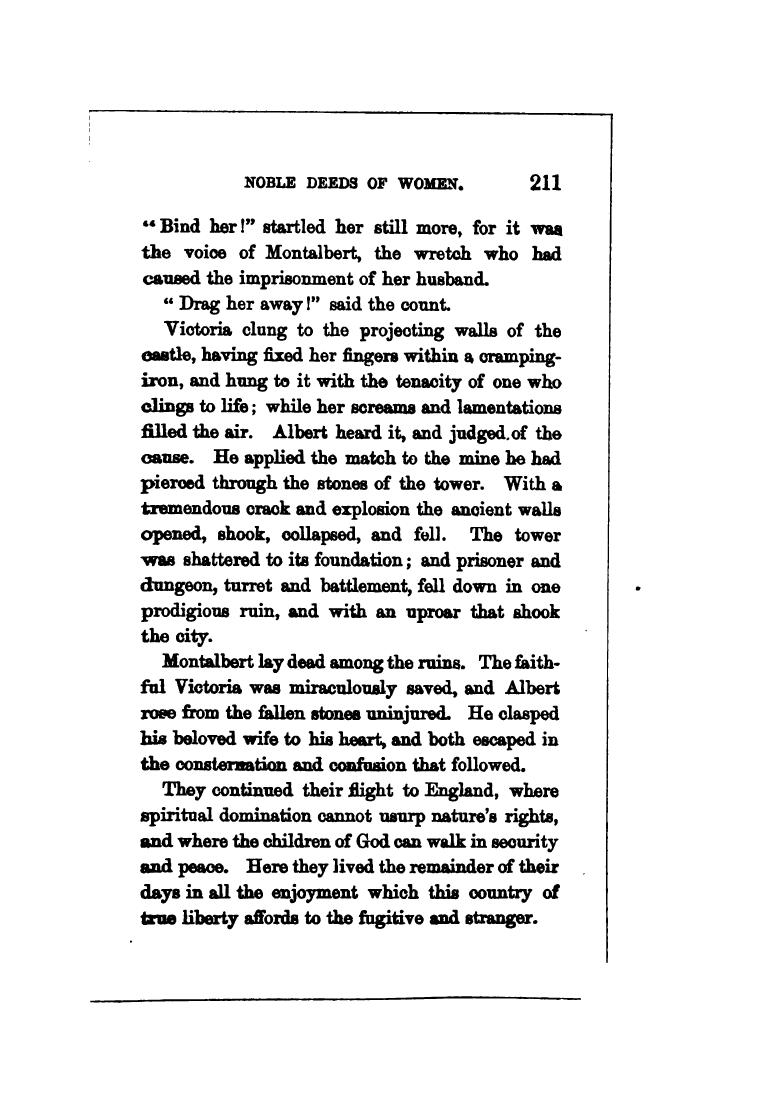 NOBLE DEEDS OF WOMEN. 211
“Bind her!” startled her still more, for it was
the voice of Montalbert, the wretch who had
caused the imprisonment of her husband.
“Drag her away!” said the count.
Victoria clung to the projecting walls of the
castle, having fixed her fingers within a cramping-
iron, and hung to it with the tenacity of one who
clings to life; while her screams and lamentations
filled the air. Albert heard it, and judged.of the
cause. He applied the match to the mine he had
pierced through the stones of the tower. With a
tremendous crack and explosion the ancient walls
opened, shook, collapsed, and fell. The tower
was shattered to its foundation; and prisoner and
dungeon, turret and battlement, fell down in one
prodigious ruin, and with an uproar that shook
the city.
Montalbert lay dead among the ruins. The faith-
ful Victoria was miraculously saved, and Albert
rose from the fallen stones uninjured. He clasped
his beloved wife to his heart, and both escaped in
the consternation and confusion that followed.
They continued their flight to England, where
spiritual domination cannot usurp nature’s rights,
and where the children of God can walk in security
and peace. Here they lived the remainder of their
days in all the enjoyment which this country of
true liberty affords to the fugitive and stranger.